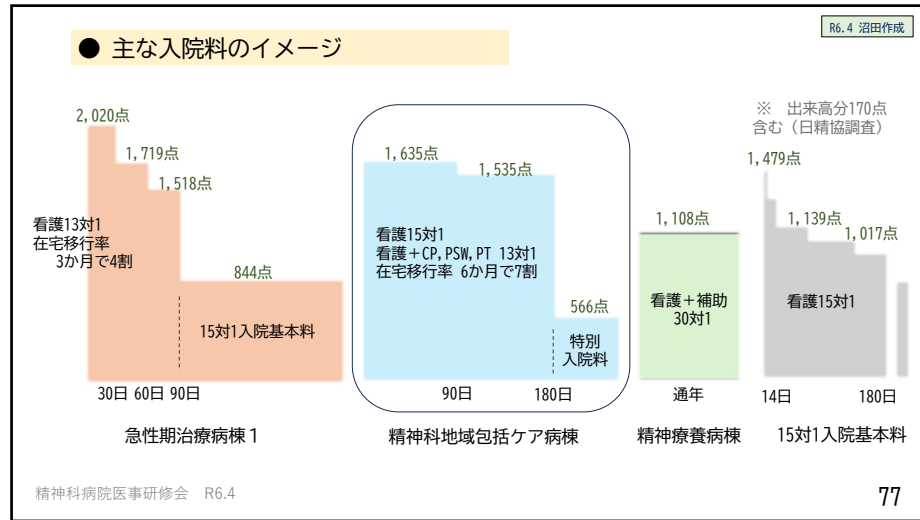 R6.4 沼田作成
● 主な入院料のイメージ
2,020点
1,719点
1,518点
看護13対1
在宅移行率
3か月で4割
844点
15対1入院基本料
30日 60日 90日
急性期治療病棟1
1,635点
1,535点
看護15対1
看護+CP,PSW,PT 13対1
在宅移行率 6か月で7割
566点
特別
入院料
90日
180日
精神科地域包括ケア病棟
1,108点
看護+補助
30対1
通年
精神療養病棟
※ 出来高分170点
含む(日精協調査)
1,479点
1,139点
1,017点
看護15対1
14日
180日
15対1入院基本料
精神科病院医事研修会 R6.4
77